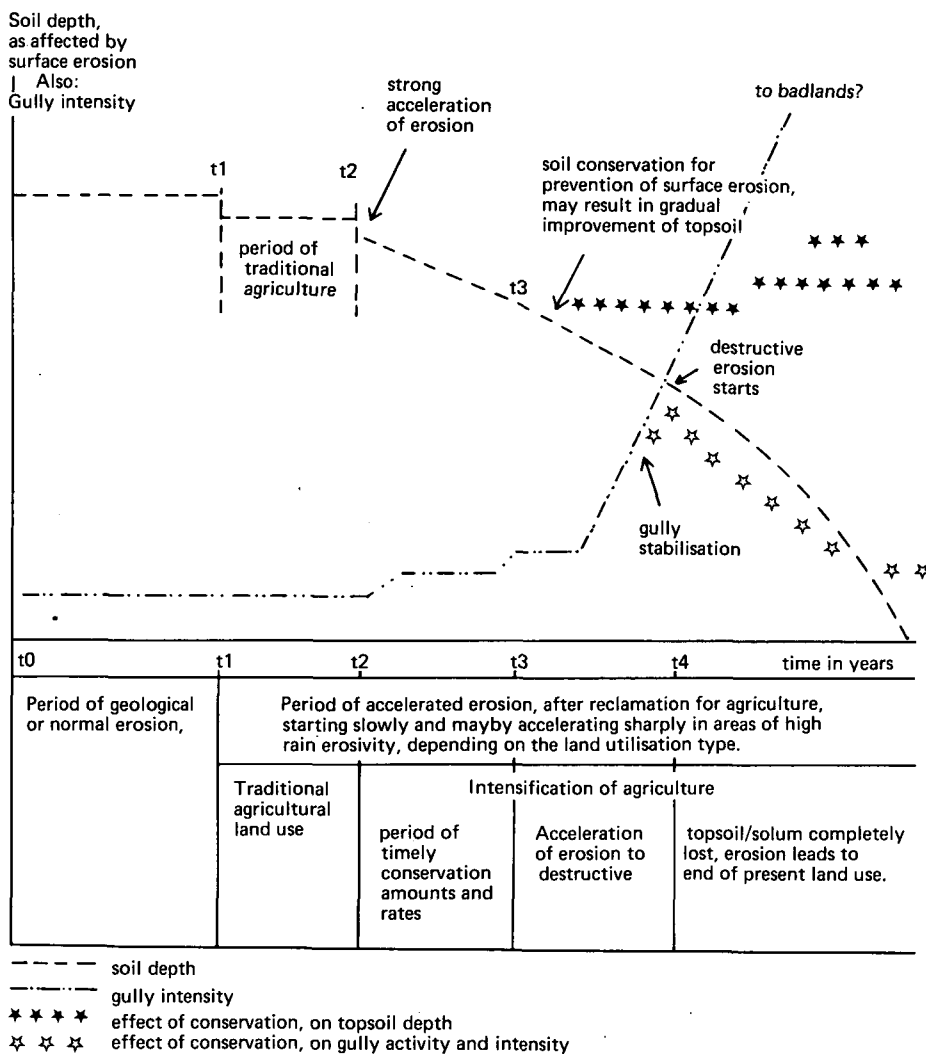 Soil depth,
as affected by
surface erosion
| Also:
Gully intensity
strong
acceleration
of erosion
to badlands?
t1
t2
soil conservation for
prevention of surface erosion,
may result in gradual
improvement of topsoil
period of
traditional
agriculture
t3
destructive
erosion
starts
gully
stabilisation
t0 t1 t2 t3 t4 time in years
Period of geological
or normal erosion,
Period of accelerated erosion, after reclamation for agriculture,
starting slowly and mayby accelerating sharply in areas of high
rain erosivity, depending on the land utilisation type.
Traditional
agricultural
land use
Intensification of agriculture
period of
timely
conservation
amounts and
rates
Acceleration
of erosion to
destructive
topsoil/solum completely
lost, erosion leads to
end of present land use.
soil depth
gully intensity
effect of conservation, on topsoil depth
effect of conservation, on gully activity and intensity